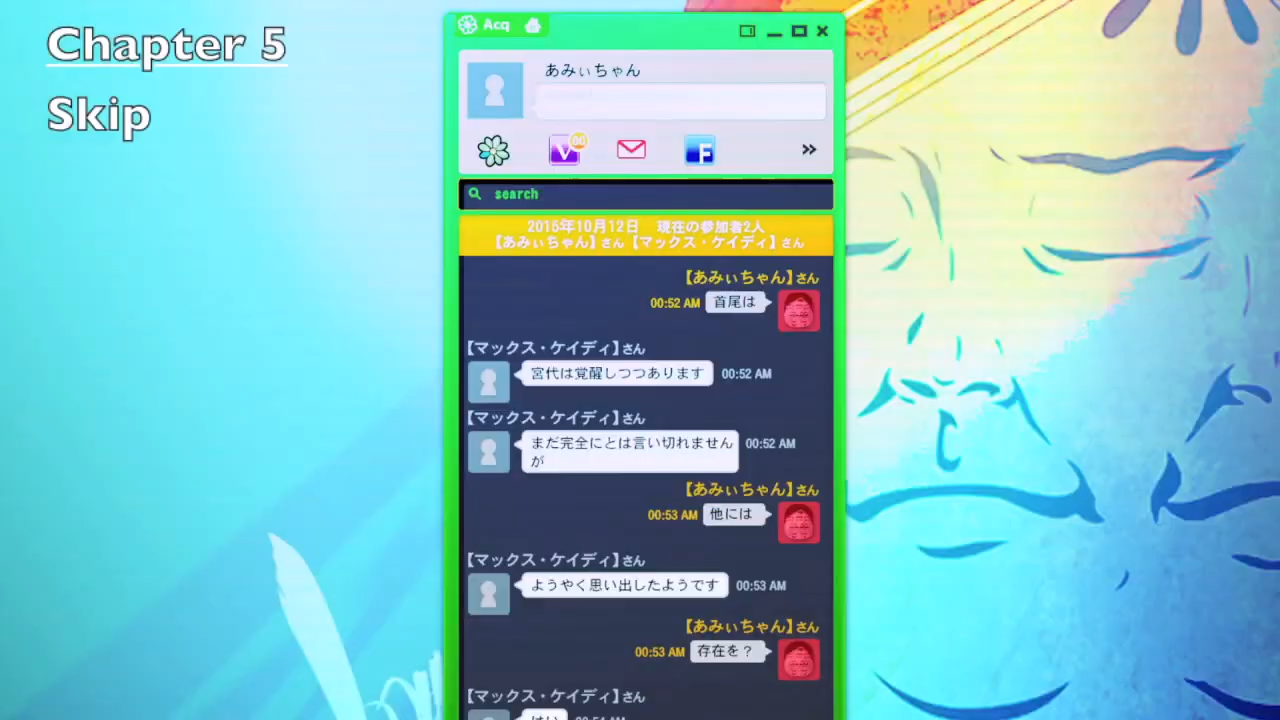 Chapter 5
Skip
Acq
あみぃちゃん
V
F
search
2015年10月12日　現在の参加者2人
【あみぃちゃん】さん【マックス・ケイディ】さん
【あみぃちゃん】さん
00:52 AM 首尾は
【マックス・ケイディ】さん
宮代は覚醒しつつあります 00:52 AM
【マックス・ケイディ】さん
まだ完全にとは言い切れません 00:52 AM
が
【あみぃちゃん】さん
00:53 AM 他には
【マックス・ケイディ】さん
ようやく思い出したようです 00:53 AM
【あみぃちゃん】さん
00:53 AM 存在を？
【マックス・ケイディ】さん